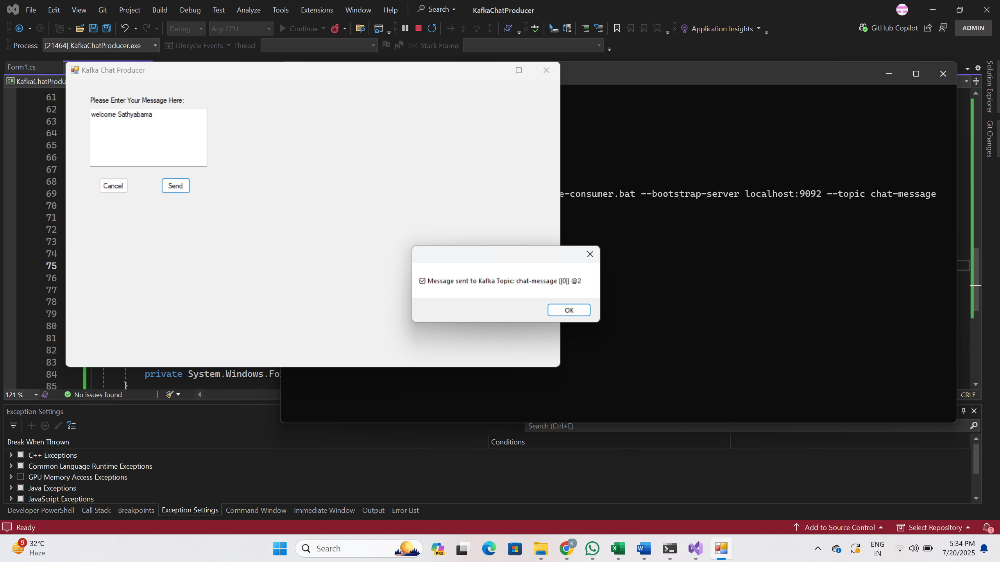 File Edit View Git Project Build Debug Test Analyze Tools Extensions Window Help Search KafkaChatProducer
Debug Any CPU Continue abc Application Insights GitHub Copilot ADMIN
Process: [21464] KafkaChatProducer.exe Lifecycle Events Thread: Stack Frame:
Form1.cs
C# KafkaChatProdu
Kafka Chat Producer
Please Enter Your Message Here:
welcome Sathyabama
Cancel Send
e-consumer.bat --bootstrap-server localhost:9092 --topic chat-message
Message sent to Kafka Topic: chat-message [[0]] @2
OK
61
62
63
64
65
66
67
68
69
70
71
72
73
74
75
76
77
78
79
80
81
82
83
84 private System.Windows.Fo
85 }
Solution Explorer
Git Changes
121 % No issues found CRLF
Exception Settings
Search (Ctrl+E)
Break When Thrown Conditions
C++ Exceptions
Common Language Runtime Exceptions
GPU Memory Access Exceptions
Java Exceptions
JavaScript Exceptions
Developer PowerShell Call Stack Breakpoints Exception Settings Command Window Immediate Window Output Error List
Ready Add to Source Control Select Repository 1
9 32°C
Haze
Search
PRE
K
ENG
IN
5:34 PM
7/20/2025